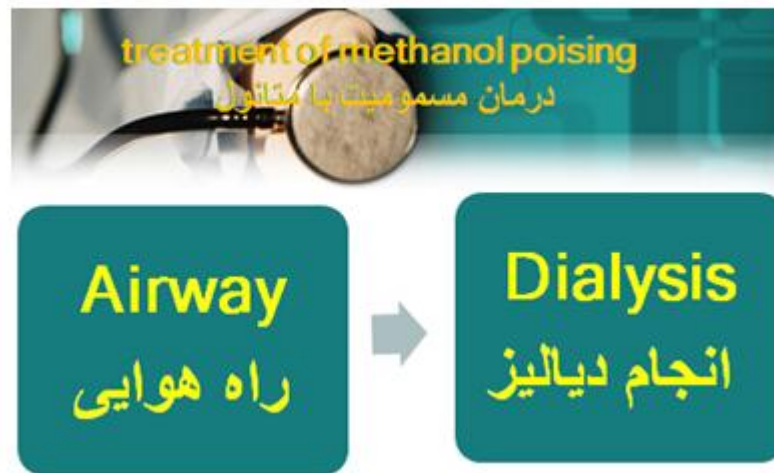 treatment of methanol poising
درمان مسمومیت با متانول
Airway
راه هوایی
Dialysis
انجام دیالیز